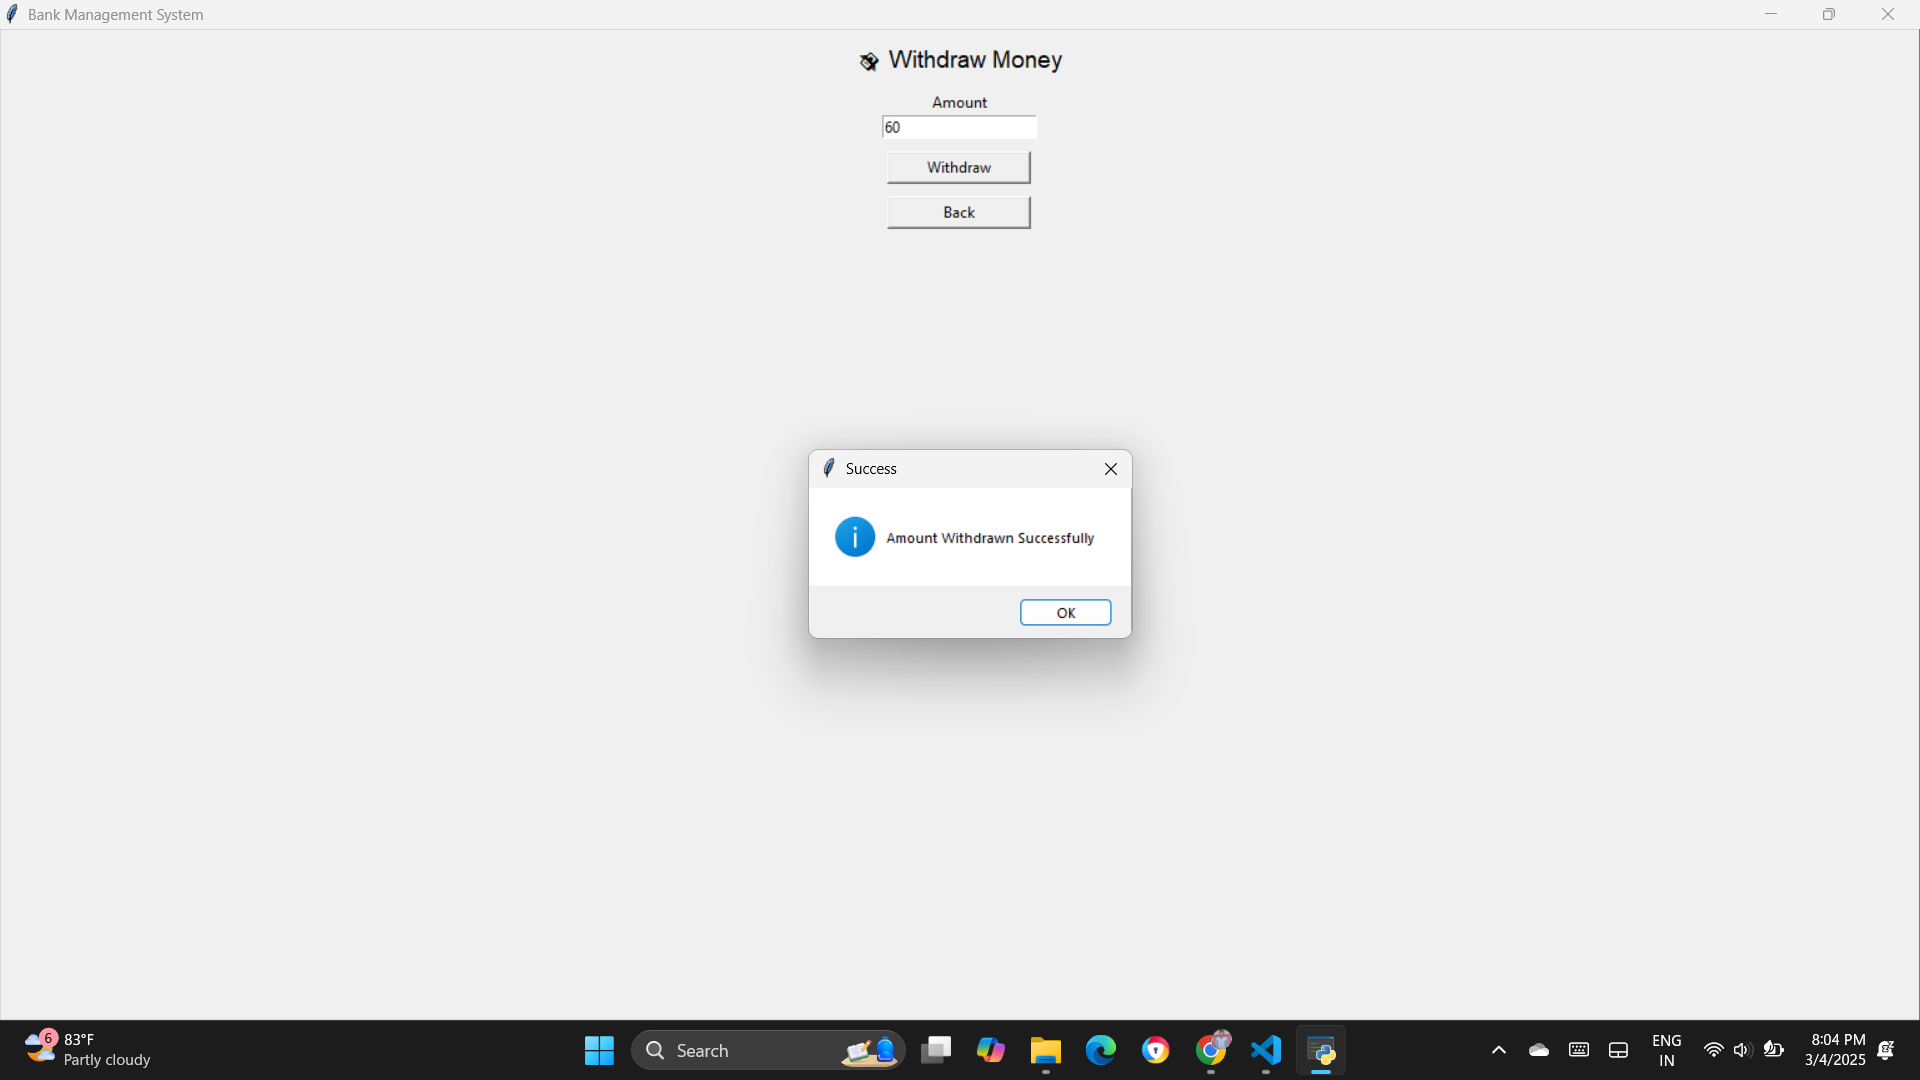 Bank Management System
Withdraw Money
Amount
60
Withdraw
Back
Success
Amount Withdrawn Successfully
OK
6
83°F
Partly cloudy
Search
ENG
IN
8:04 PM
3/4/2025